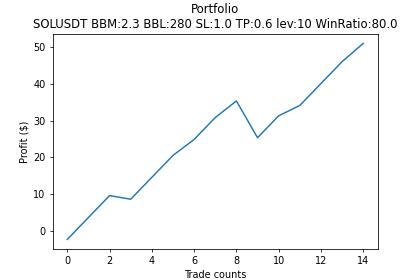 Portfolio
SOLUSDT BBM:2.3 BBL:280 SL:1.0 TP:0.6 lev:10 WinRatio:80.0
50
40
30
20
10
0
Profit ($)
0 2 4 6 8 10 12 14
Trade counts